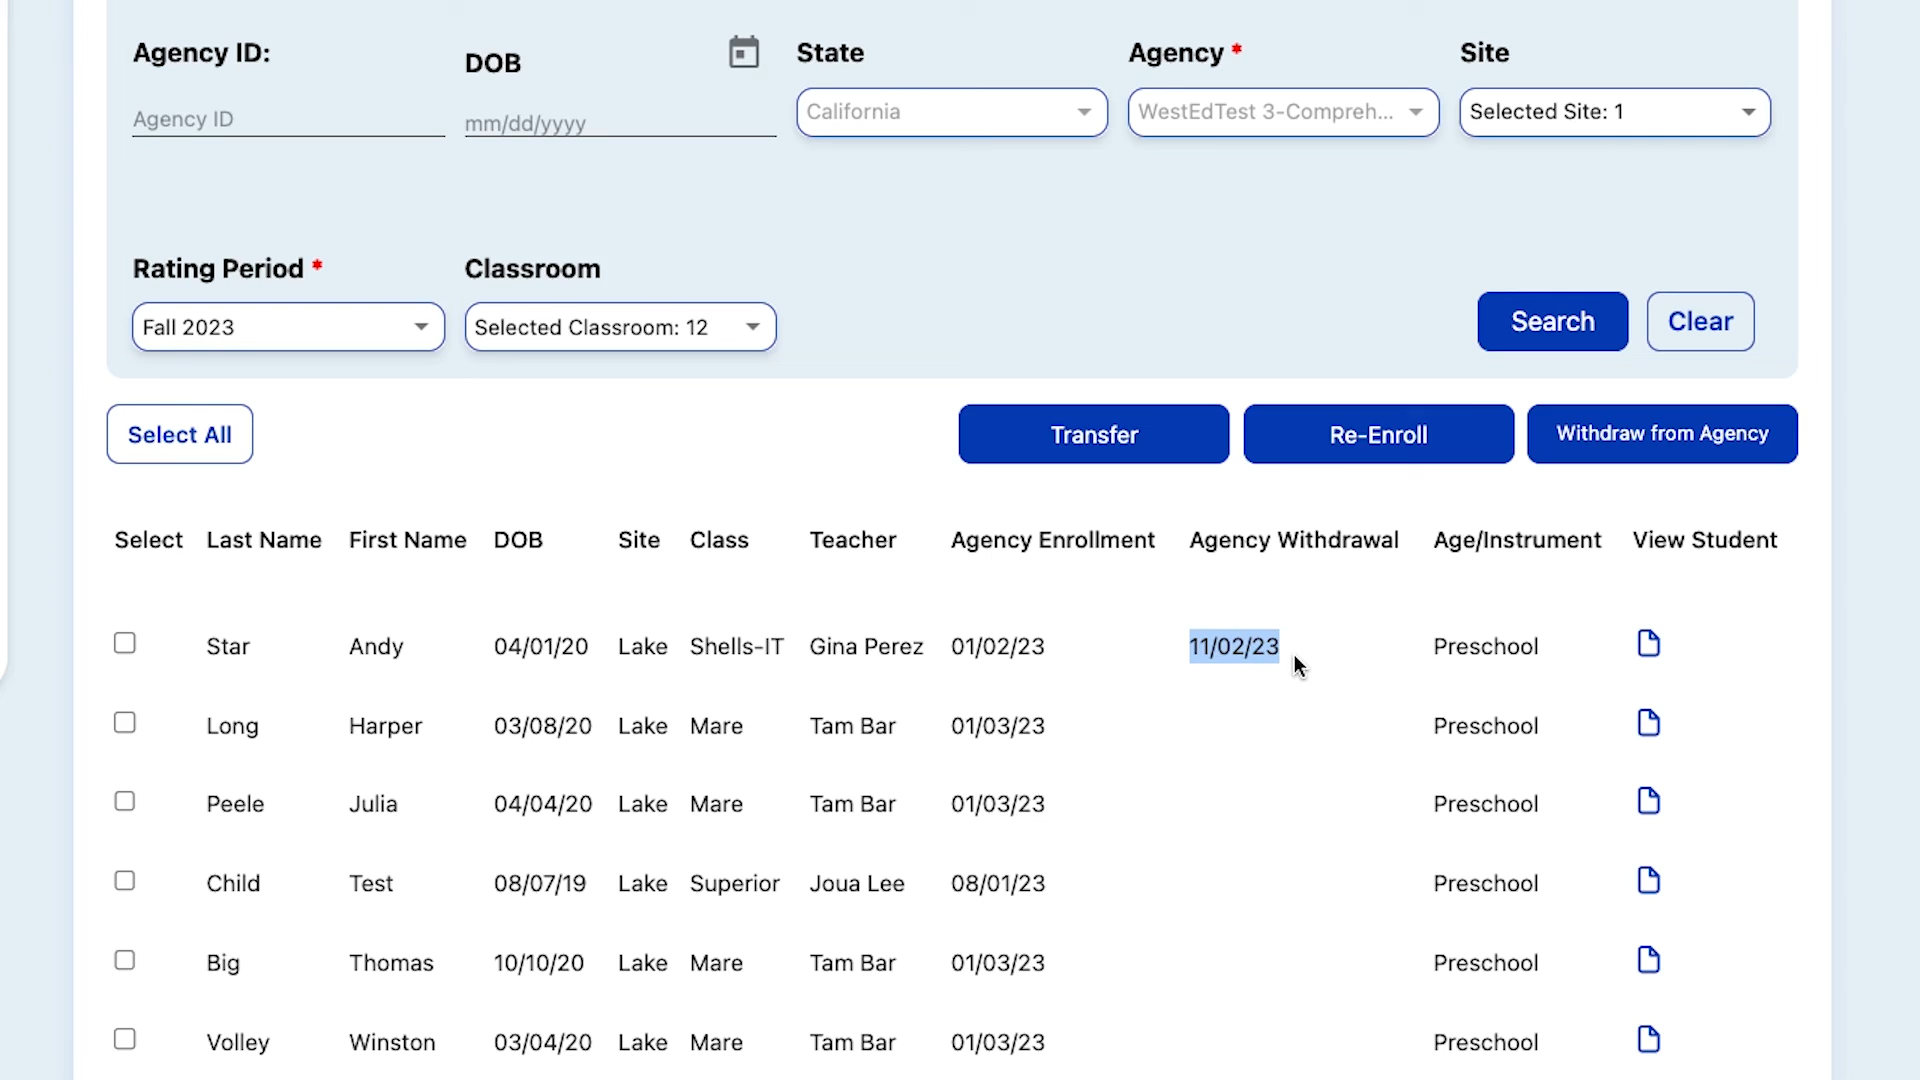 Agency ID: DOB State Agency * Site
Agency ID mm/dd/yyyy California WestEdTest 3-Compreh... Selected Site: 1
Rating Period * Classroom
Fall 2023 Selected Classroom: 12 Search Clear
Select All Transfer Re-Enroll Withdraw from Agency
Select Last Name First Name DOB Site Class Teacher Agency Enrollment Agency Withdrawal Age/Instrument View Student
Star Andy 04/01/20 Lake Shells-IT Gina Perez 01/02/23 11/02/23 Preschool
Long Harper 03/08/20 Lake Mare Tam Bar 01/03/23 Preschool
Peele Julia 04/04/20 Lake Mare Tam Bar 01/03/23 Preschool
Child Test 08/07/19 Lake Superior Joua Lee 08/01/23 Preschool
Big Thomas 10/10/20 Lake Mare Tam Bar 01/03/23 Preschool
Volley Winston 03/04/20 Lake Mare Tam Bar 01/03/23 Preschool